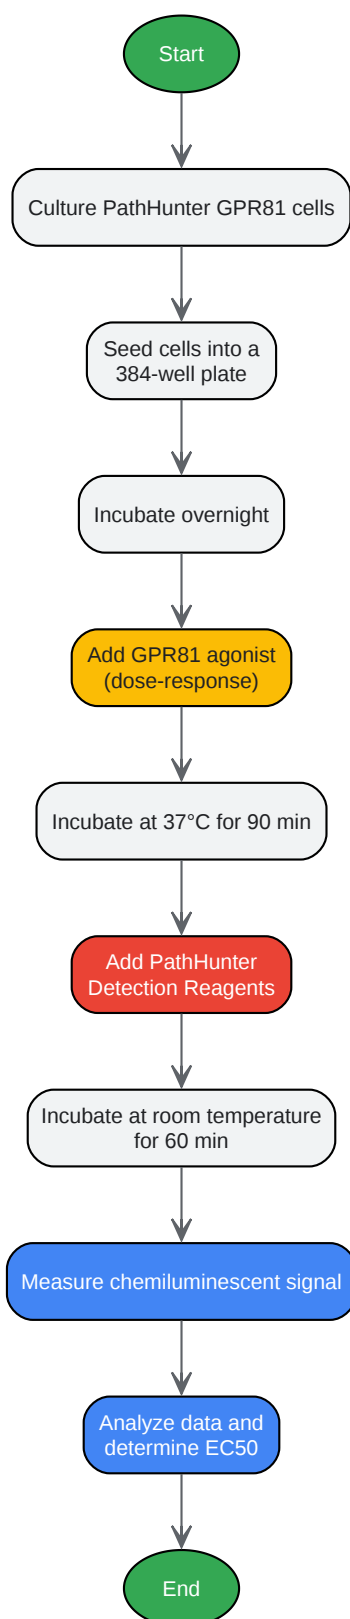 Start
Culture PathHunter GPR81 cells
Seed cells into a
384-well plate
Incubate overnight
Add GPR81 agonist
(dose-response)
Incubate at 37°C for 90 min
Add PathHunter
Detection Reagents
Incubate at room temperature
for 60 min
Measure chemiluminescent signal
Analyze data and
determine EC50
End